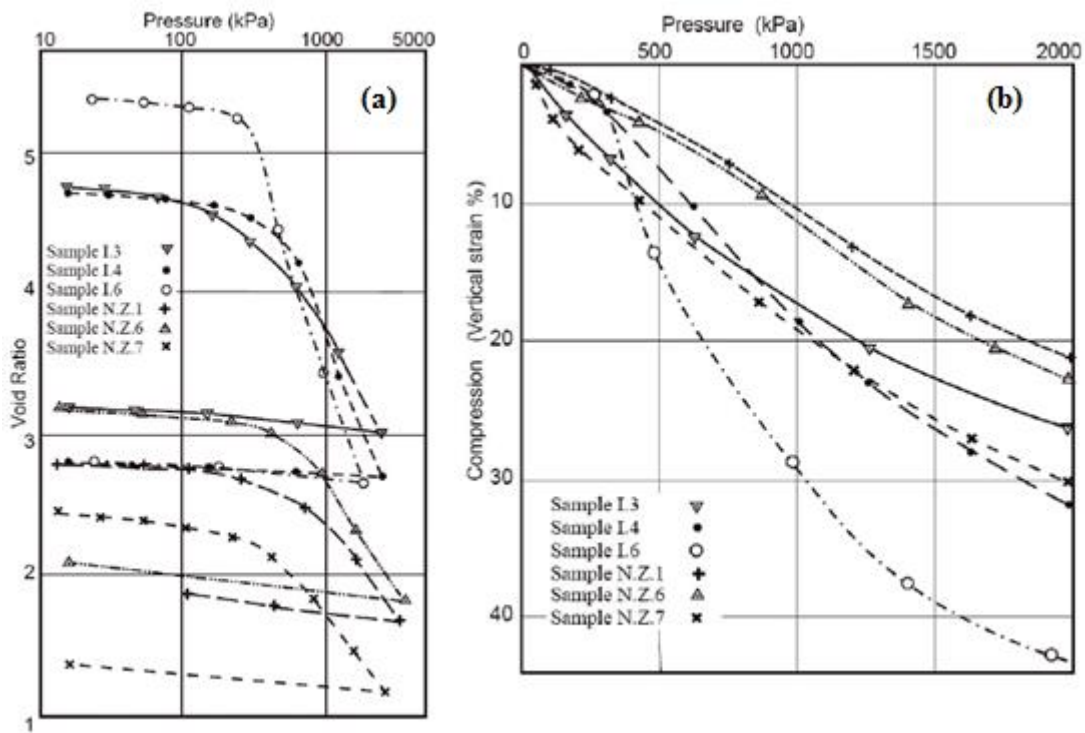 Pressure (kPa)
10 100 1000 5000
(a)
5
4
3
2
1
Void Ratio
Sample I.3
Sample I.4
Sample I.6
Sample N.Z.1
Sample N.Z.6
Sample N.Z.7
Pressure (kPa)
0 500 1000 1500 2000
(b)
10
20
30
40
Compression (Vertical strain %)
Sample I.3
Sample I.4
Sample I.6
Sample N.Z.1
Sample N.Z.6
Sample N.Z.7